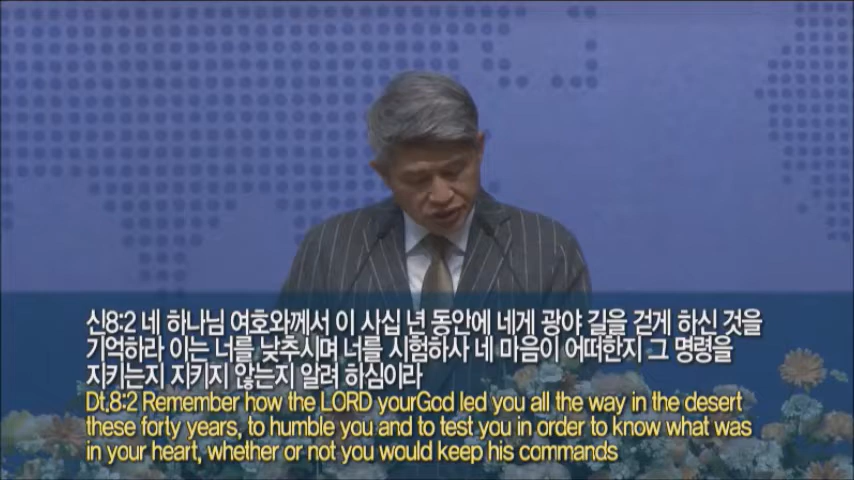 신8:2 네 하나님 여호와께서 이 사십 년 동안에 네게 광야 길을 걷게 하신 것을
기억하라 이는 너를 낮추시며 너를 시험하사 네 마음이 어떠한지 그 명령을
지키는지 지키지 않는지 알려 하심이라
Dt.8:2 Remember how the LORD yourGod led you all the way in the desert
these forty years, to humble you and to test you in order to know what was
in your heart, whether or not you would keep his commands